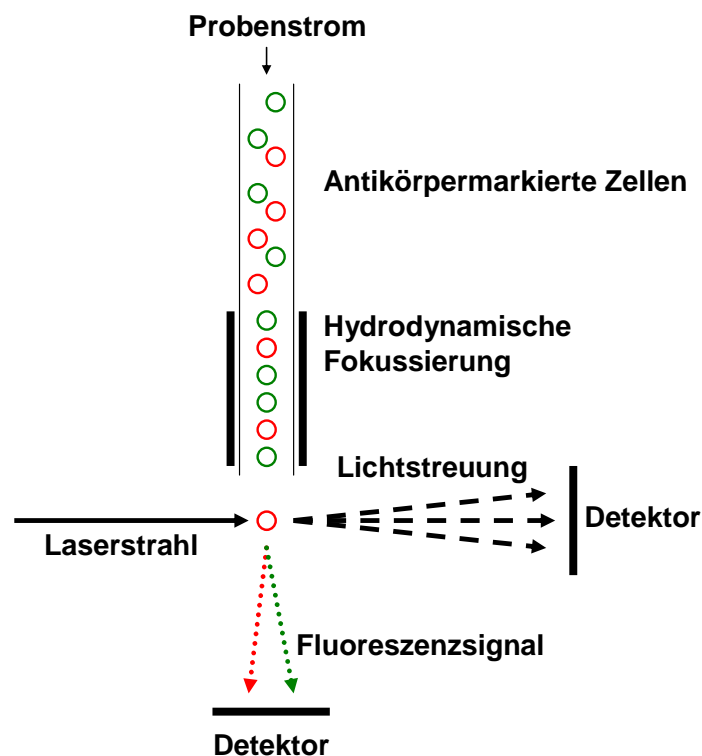 Probenstrom
Antikörpermarkierte Zellen
Hydrodynamische
Fokussierung
Lichtstreuung
Detektor
Laserstrahl
Fluoreszenzsignal
Detektor